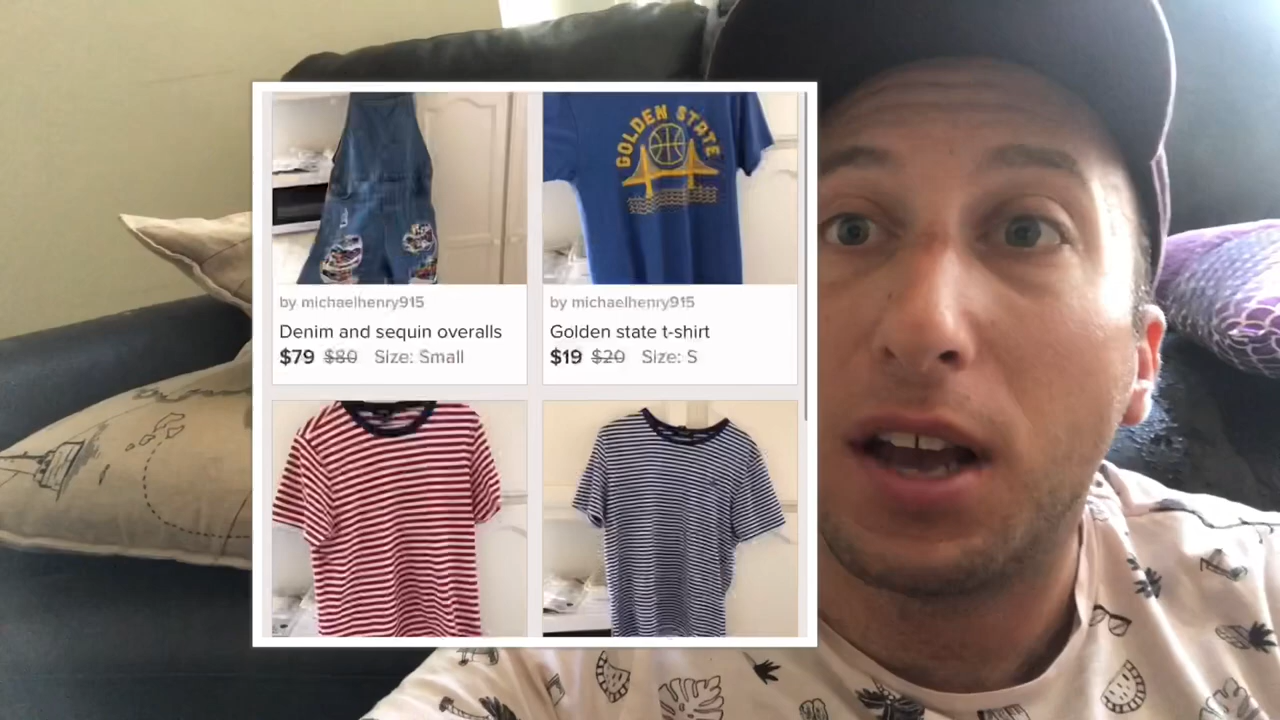 GOLDEN STATE
by michaelhenry915
Denim and sequin overalls
$79 $80 Size: Small
by michaelhenry915
Golden state t-shirt
$19 $20 Size: S